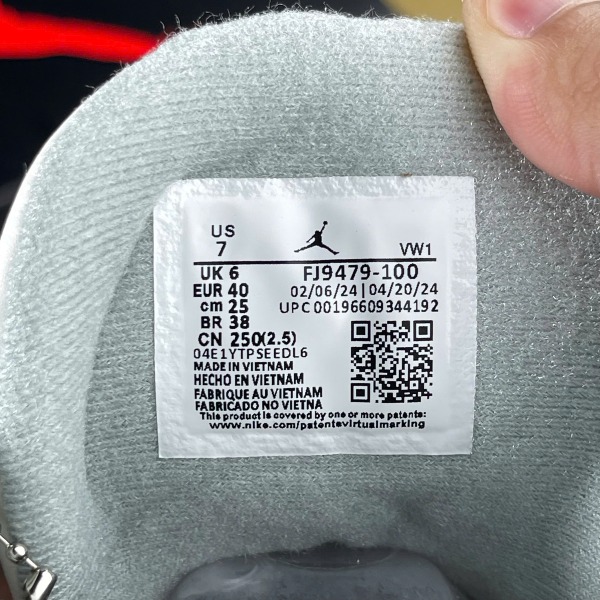 US
7
VW1
UK 6 FJ9479-100
EUR 40 02/06/24 | 04/20/24
cm 25 UPC 00196609344192
BR 38
CN 250(2.5)
04E1YTPSEEDL6
MADE IN VIETNAM
HECHO EN VIETNAM
FABRIQUE AU VIETNAM
FABRICADO NO VIETNA
This product is covered by one or more patents:
www.nike.com/patentsvirtualmarking